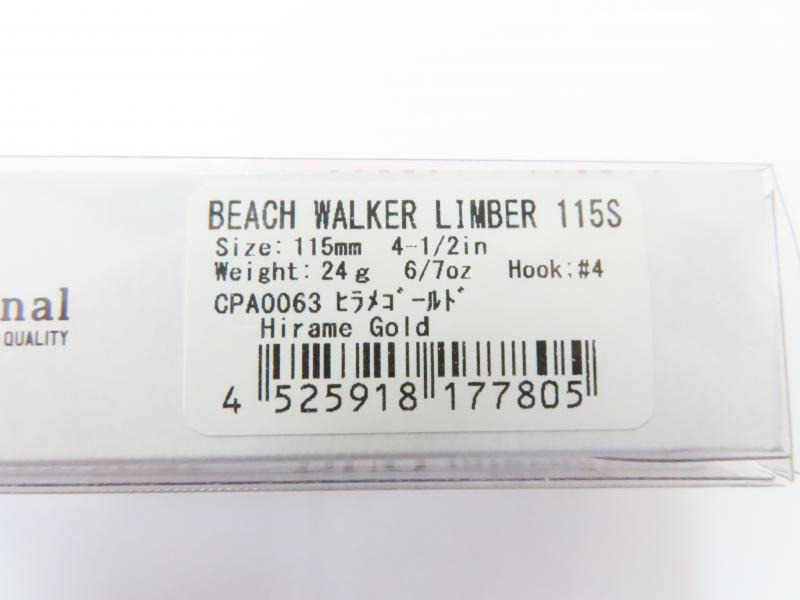 BEACH WALKER LIMBER 115S
Size: 115mm 4-1/2in
Weight: 24g 6/7oz Hook:#4
CPA0063 ﾋﾗﾒｺﾞｰﾙﾄﾞ
Hirame Gold
4 525918 177805
nal
QUALITY